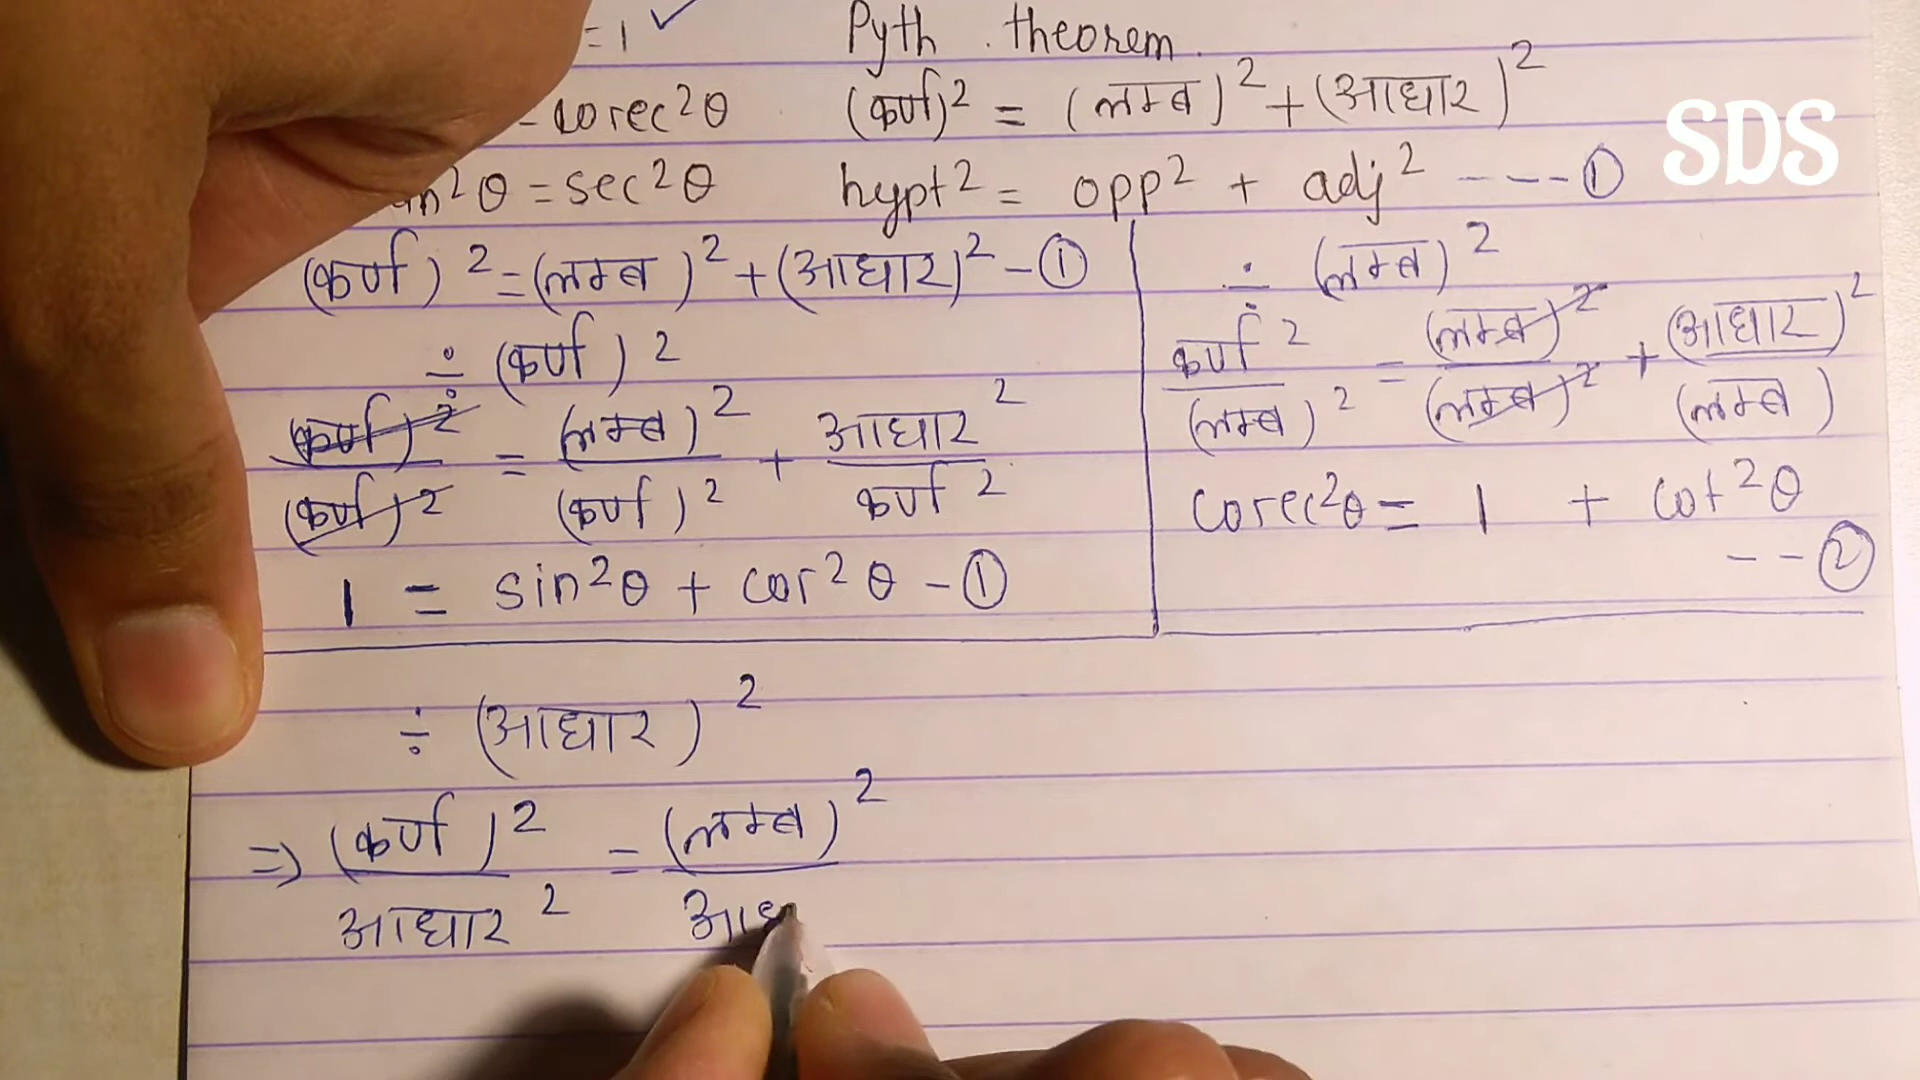 =1 ✓ Pyth. theorem.
- cosec²θ (कर्ण)² = (लम्ब)² + (आधार)²
SDS
an²θ = sec²θ hypt² = opp² + adj² ---- ①
(कर्ण)² = (लम्ब)² + (आधार)² - ①
÷ (कर्ण)²
(कर्ण)² / (कर्ण)² = (लम्ब)² / (कर्ण)² + आधार² / कर्ण²
1 = sin²θ + cos²θ - ①
÷ (लम्ब)²
कर्ण² / (लम्ब)² = (लम्ब)² / (लम्ब)² + (आधार)² / (लम्ब)
cosec²θ = 1 + cot²θ
-- ②
÷ (आधार)²
⇒ (कर्ण)² / आधार² = (लम्ब)² / आध